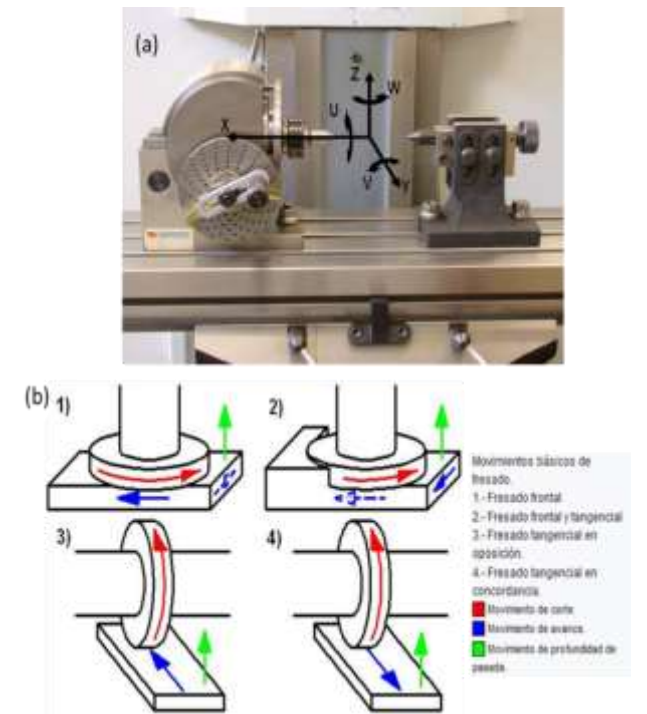 (a)
Z
W
U
X
V
Y
(b)
1)
2)
3)
4)
Movimientos básicos de
fresado.
1.- Fresado frontal
2.- Fresado frontal y tangencial
3.- Fresado tangencial en
oposición.
4.- Fresado tangencial en
concordancia.
Movimiento de corte.
Movimiento de avance.
Movimiento de profundidad de
pasada.